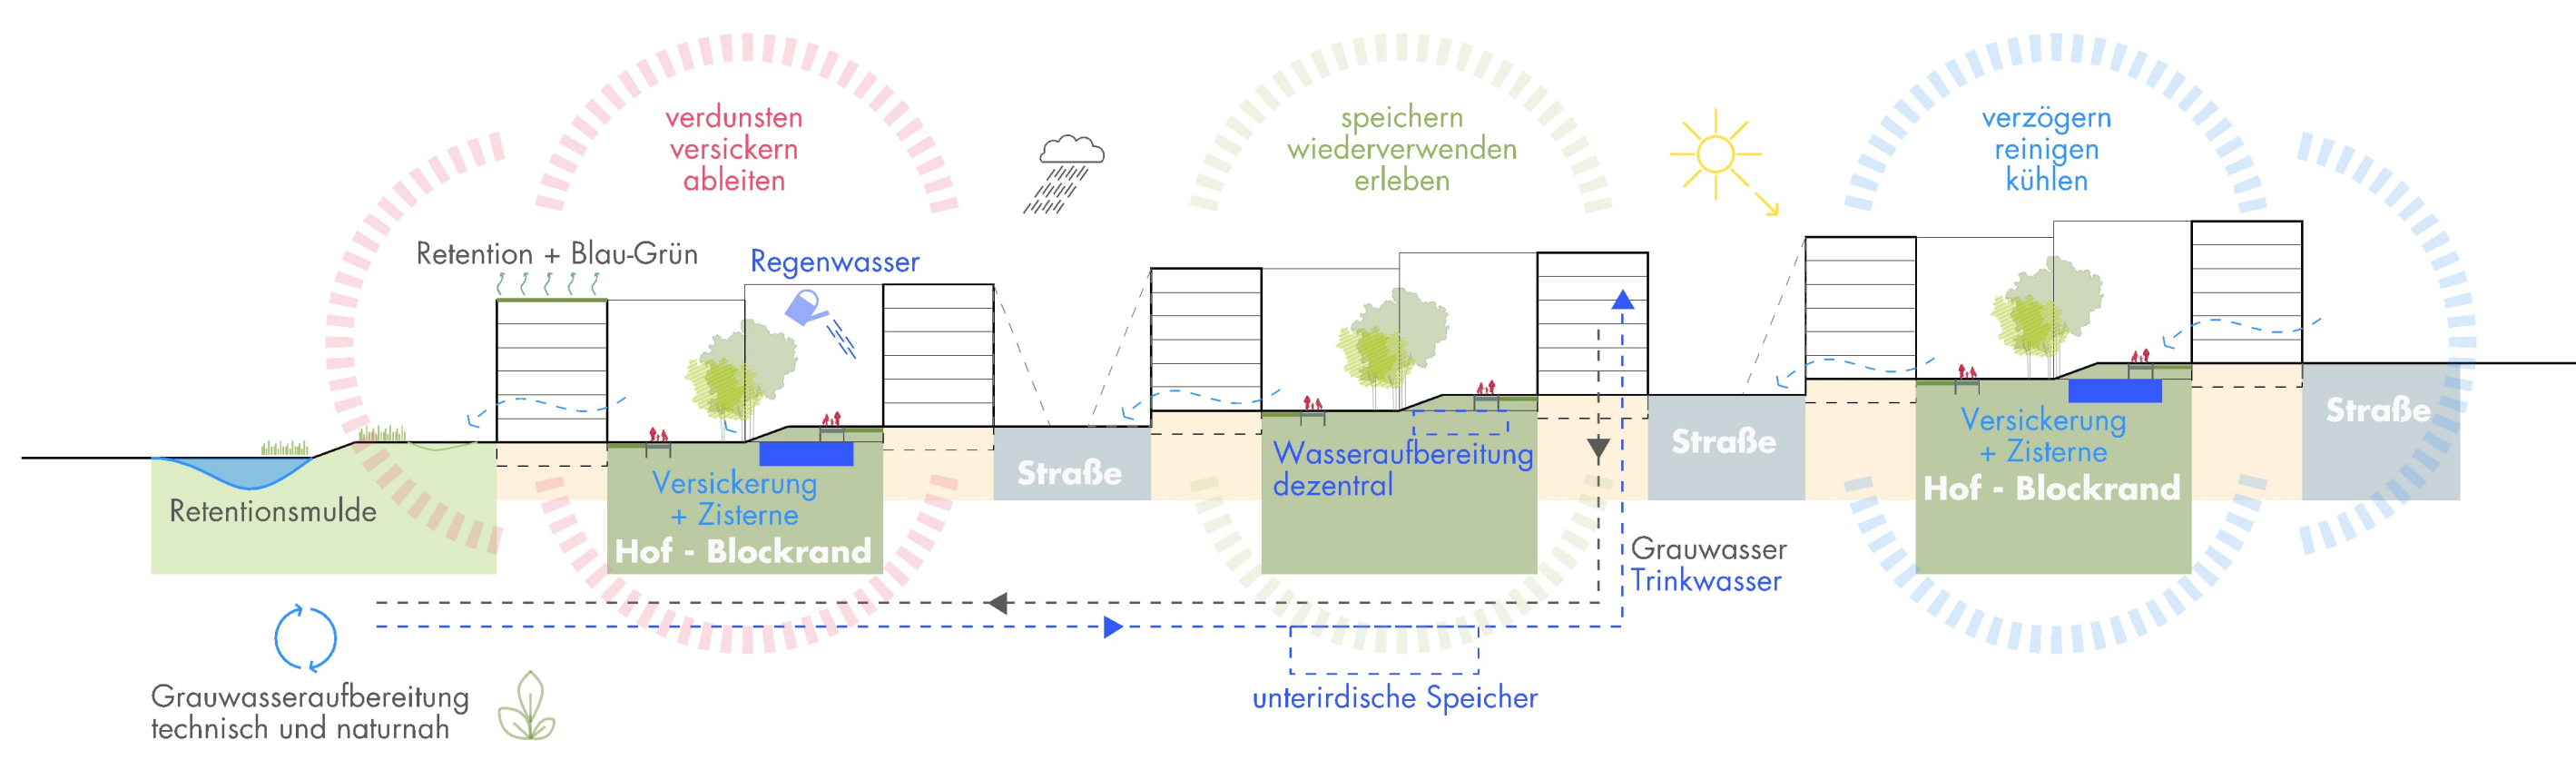 verdunsten
versickern
ableiten
speichern
wiederverwenden
erleben
verzögern
reinigen
kühlen
Retention + Blau-Grün
Regenwasser
Retentionsmulde
Versickerung
+ Zisterne
Hof - Blockrand
Straße
Wasseraufbereitung
dezentral
Straße
Versickerung
+ Zisterne
Hof - Blockrand
Straße
Grauwasser
Trinkwasser
Grauwasseraufbereitung
technisch und naturnah
unterirdische Speicher